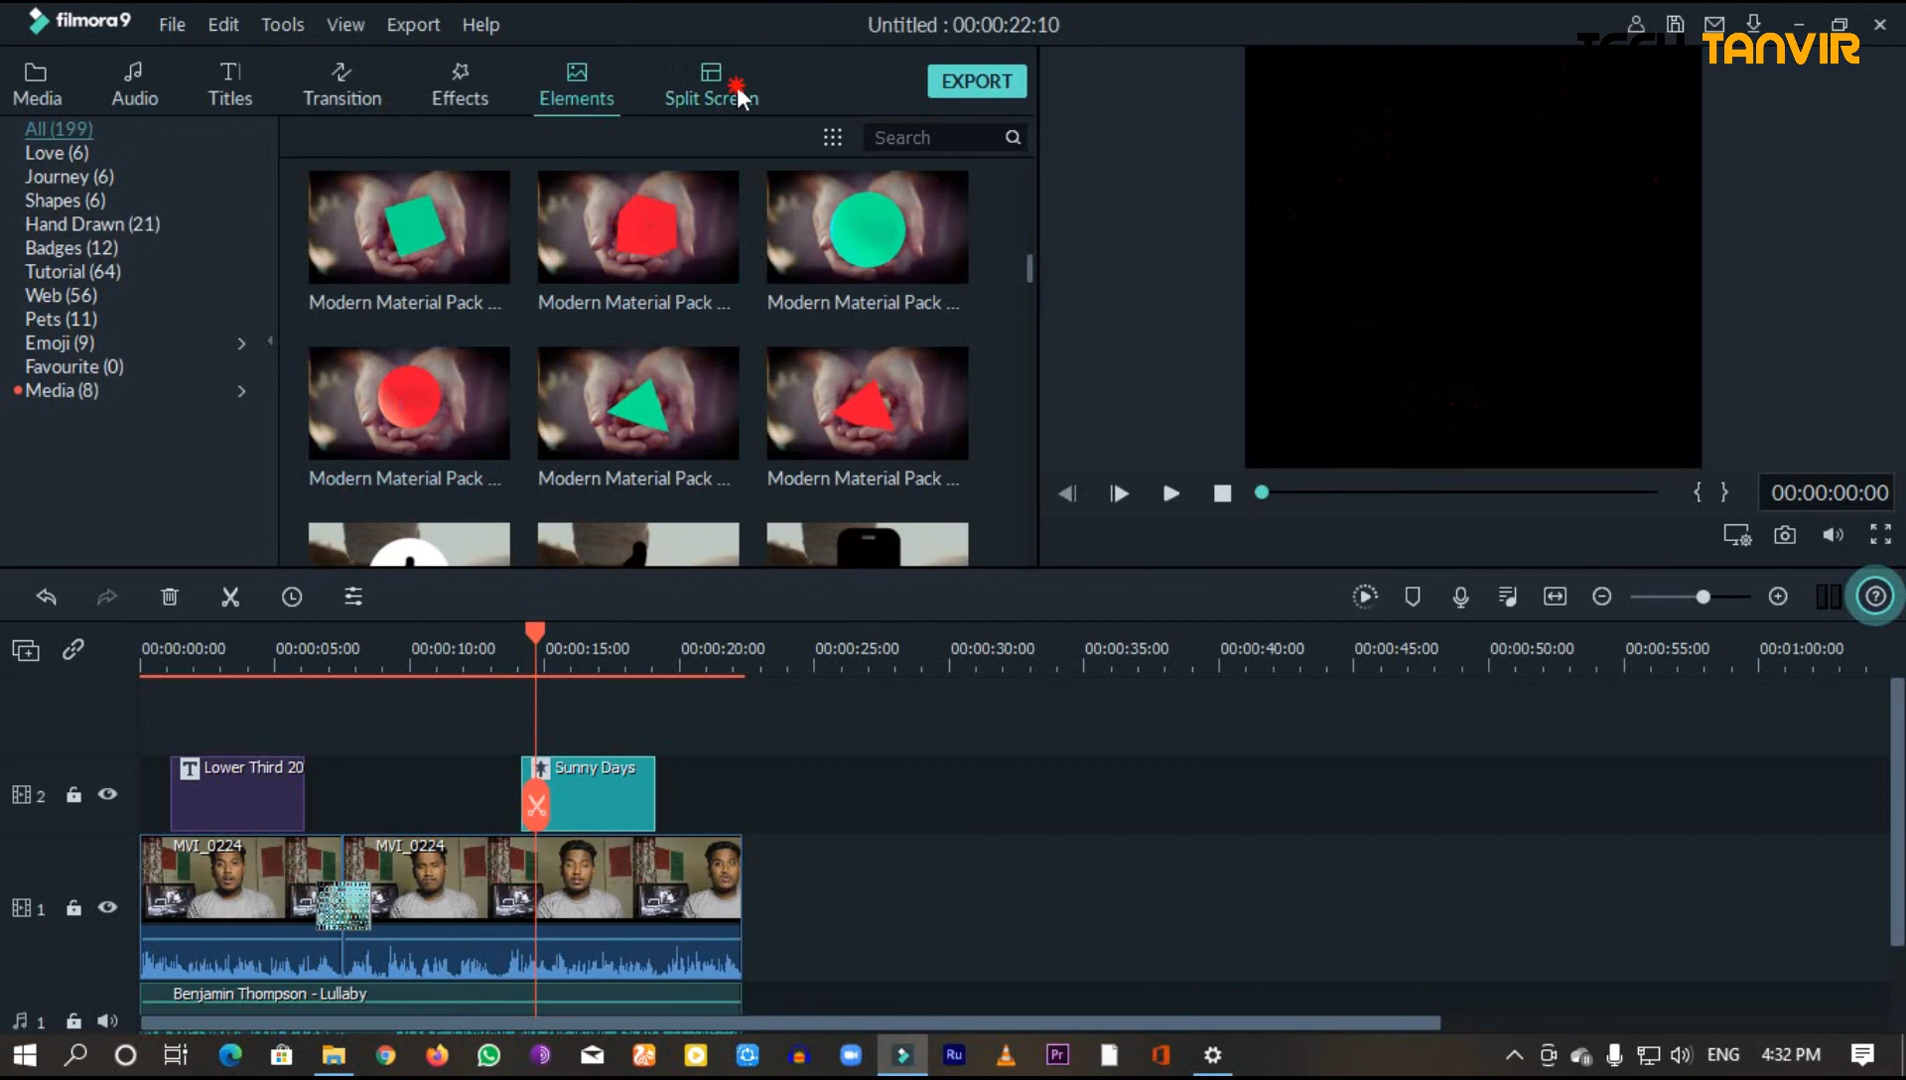 filmora9
File Edit Tools View Export Help
Untitled : 00:00:22:10
TECH TANVIR
Media Audio Titles Transition Effects Elements Split Screen
EXPORT
All (199)
Love (6)
Journey (6)
Shapes (6)
Hand Drawn (21)
Badges (12)
Tutorial (64)
Web (56)
Pets (11)
Emoji (9)
Favourite (0)
Media (8)
Search
Modern Material Pack ... Modern Material Pack ... Modern Material Pack ...
Modern Material Pack ... Modern Material Pack ... Modern Material Pack ...
{ } 00:00:00:00
00:00:00:00 00:00:05:00 00:00:10:00 00:00:15:00 00:00:20:00 00:00:25:00 00:00:30:00 00:00:35:00 00:00:40:00 00:00:45:00 00:00:50:00 00:00:55:00 00:01:00:00
2
T Lower Third 20
Sunny Days
1
MVI_0224 MVI_0224
Benjamin Thompson - Lullaby
1
Ru Pr ENG 4:32 PM